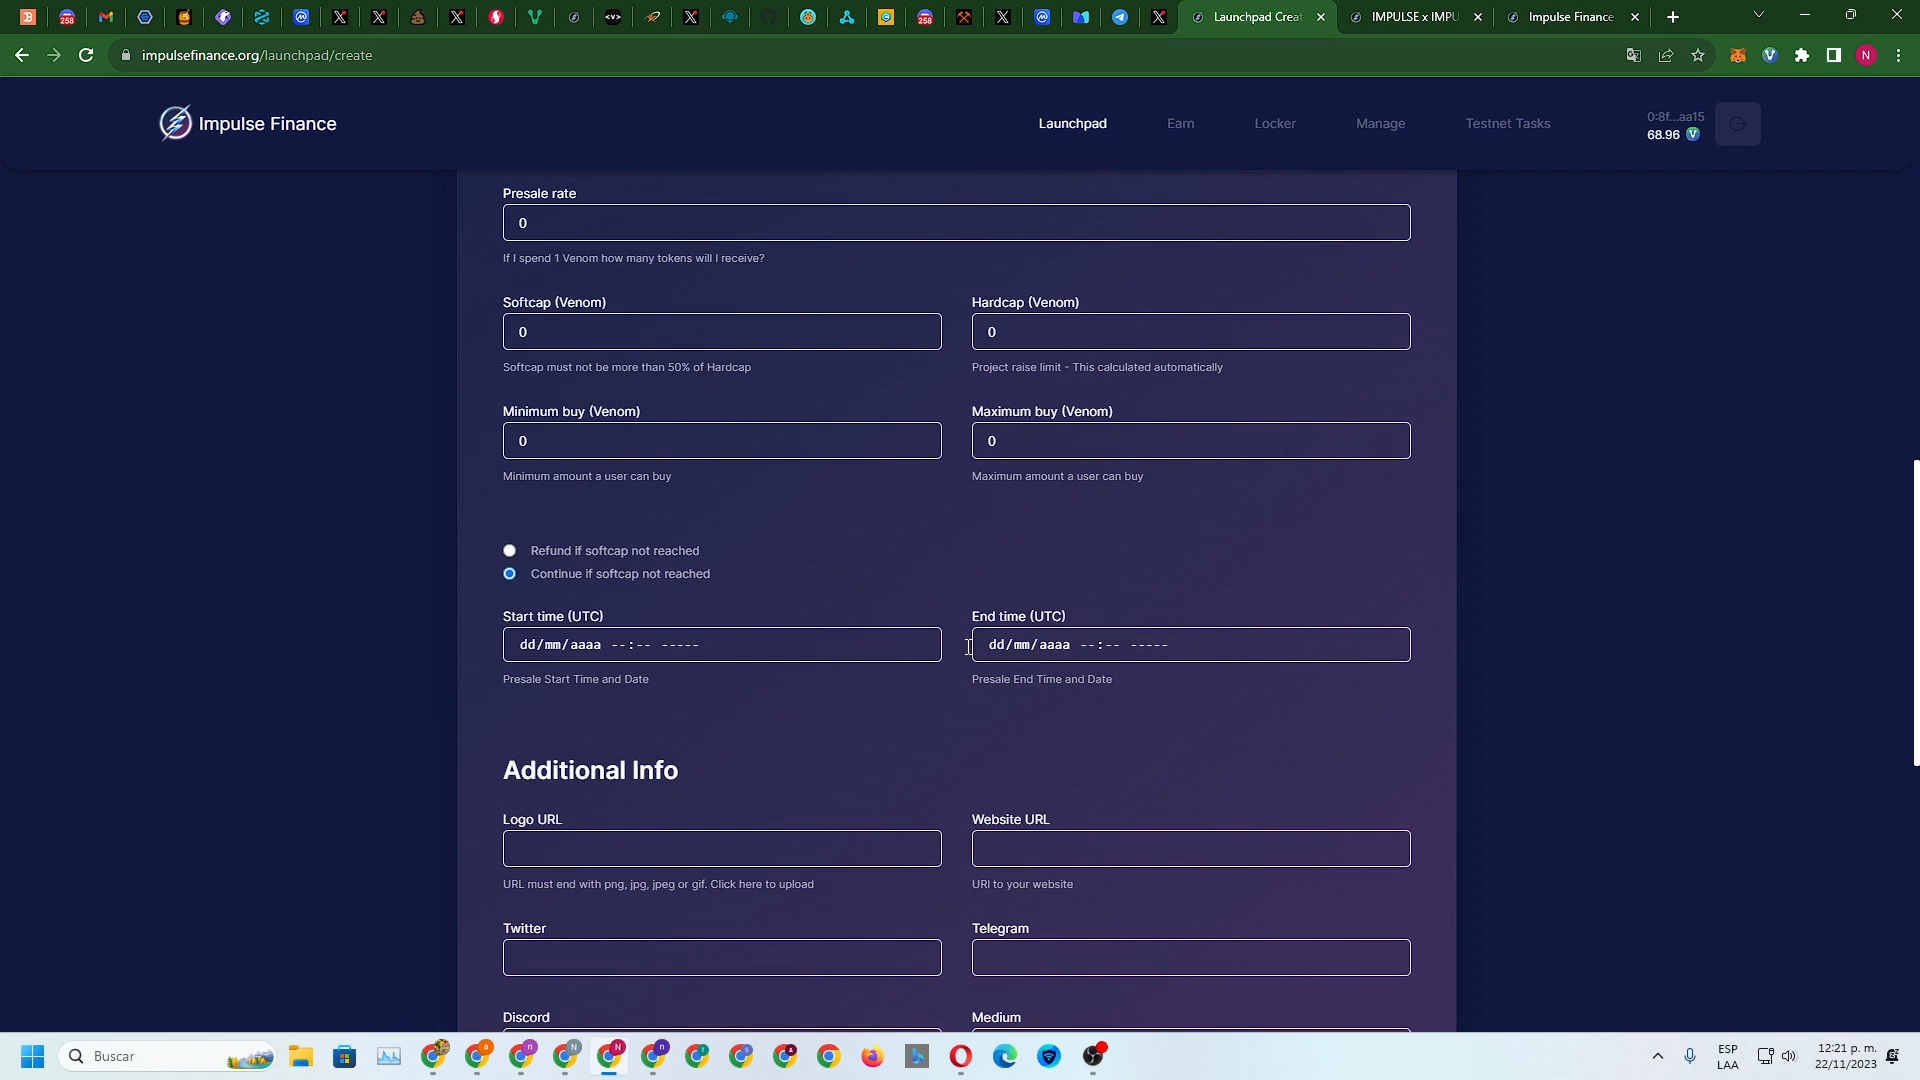 Launchpad Creat
IMPULSE x IMPU
Impulse Finance
impulsefinance.org/launchpad/create
N
Impulse Finance
Launchpad
Earn
Locker
Manage
Testnet Tasks
0:8f...aa15
68.96
Presale rate
0
If I spend 1 Venom how many tokens will I receive?
Softcap (Venom)
Hardcap (Venom)
0
0
Softcap must not be more than 50% of Hardcap
Project raise limit - This calculated automatically
Minimum buy (Venom)
Maximum buy (Venom)
0
0
Minimum amount a user can buy
Maximum amount a user can buy
Refund if softcap not reached
Continue if softcap not reached
Start time (UTC)
End time (UTC)
dd/mm/aaaa --:-- -----
dd/mm/aaaa --:-- -----
Presale Start Time and Date
Presale End Time and Date
Additional Info
Logo URL
Website URL
URL must end with png, jpg, jpeg or gif. Click here to upload
URl to your website
Twitter
Telegram
Discord
Medium
Buscar
ESP
LAA
12:21 p. m.
22/11/2023